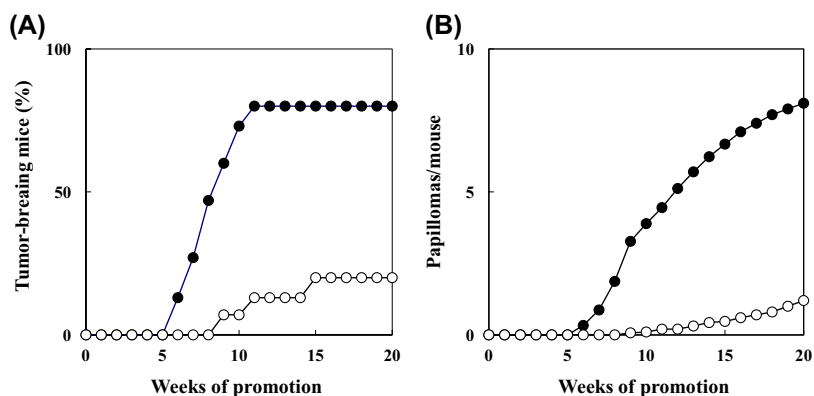 (A)
(B)
100
50
0
Tumor-breaing mice (%)
0 5 10 15 20
Weeks of promotion
10
5
0
Papillomas/mouse
0 5 10 15 20
Weeks of promotion